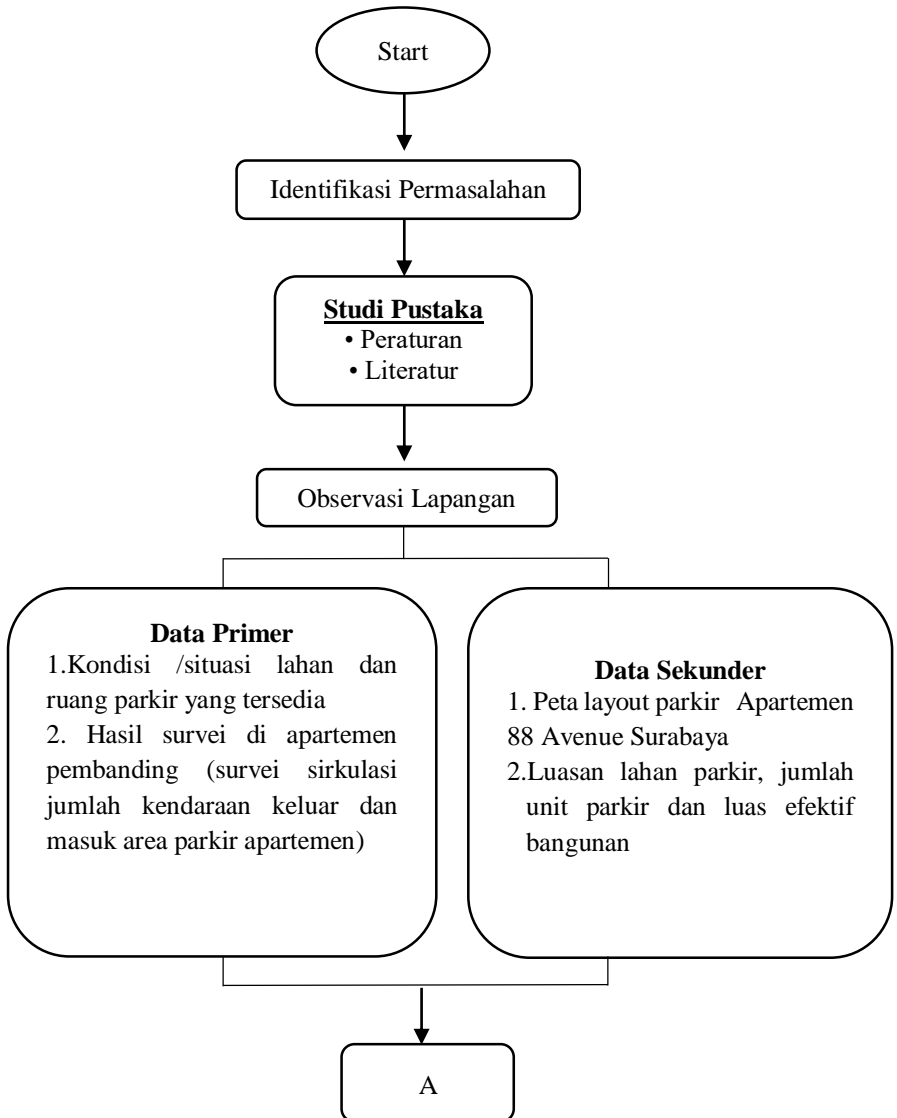 Start
Identifikasi Permasalahan
Studi Pustaka
• Peraturan
• Literatur
Observasi Lapangan
Data Primer
1.Kondisi /situasi lahan dan
ruang parkir yang tersedia
2. Hasil survei di apartemen
pembanding (survei sirkulasi
jumlah kendaraan keluar dan
masuk area parkir apartemen)
Data Sekunder
1. Peta layout parkir Apartemen
88 Avenue Surabaya
2.Luasan lahan parkir, jumlah
unit parkir dan luas efektif
bangunan
A